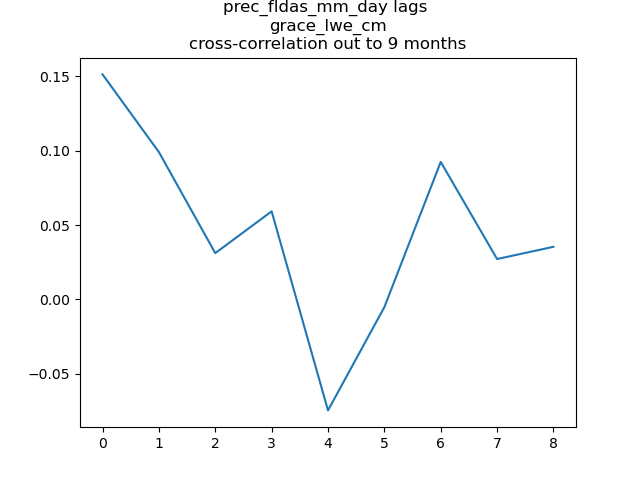 prec_fldas_mm_day lags
grace_lwe_cm
cross-correlation out to 9 months
0.15
0.10
0.05
0.00
−0.05
0 1 2 3 4 5 6 7 8